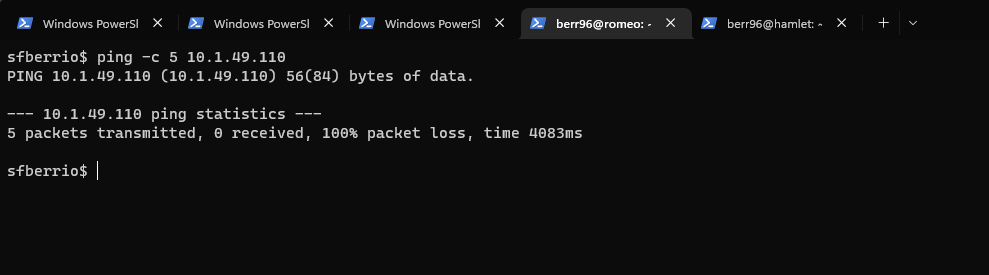 Windows PowerSl Windows PowerSl Windows PowerSl berr96@romeo: ~ berr96@hamlet: ~
sfberrio$ ping -c 5 10.1.49.110
PING 10.1.49.110 (10.1.49.110) 56(84) bytes of data.
--- 10.1.49.110 ping statistics ---
5 packets transmitted, 0 received, 100% packet loss, time 4083ms
sfberrio$